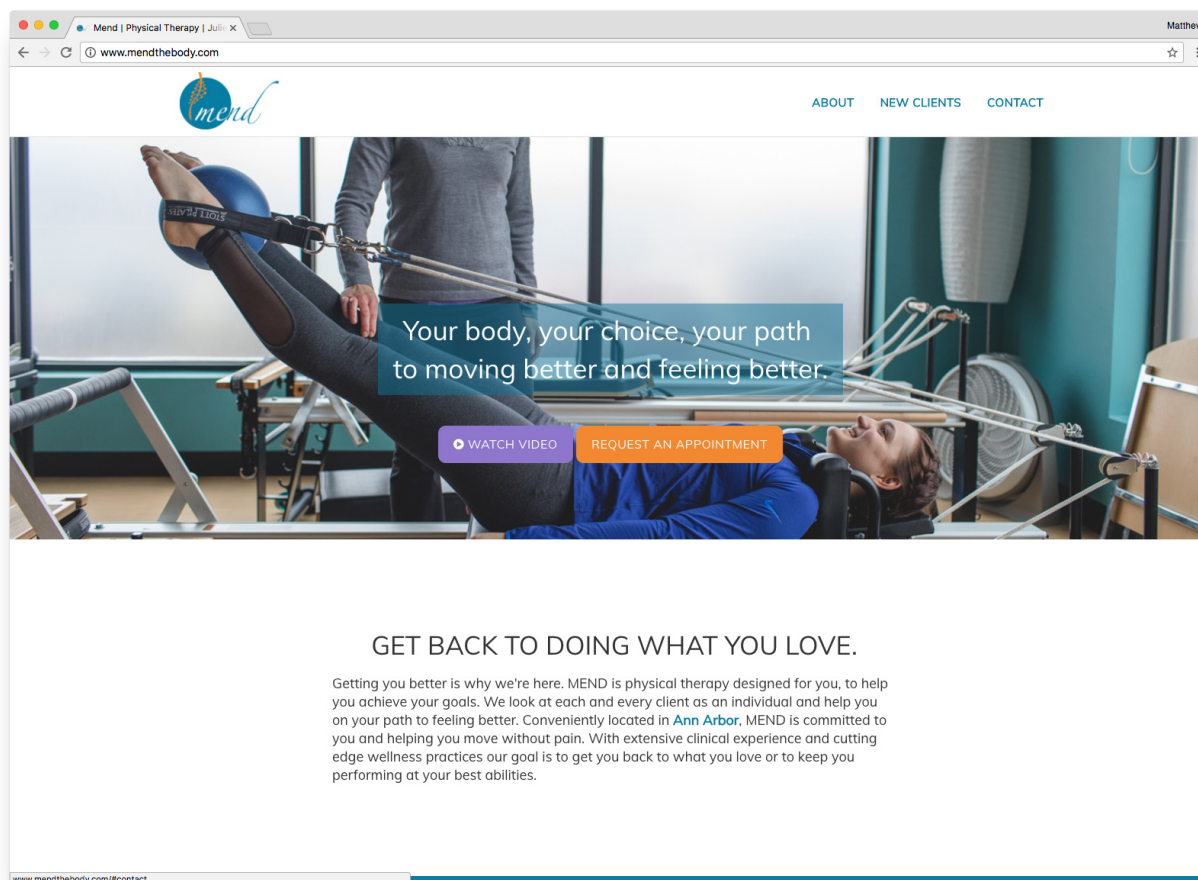 Mend | Physical Therapy | Juli
Matthew
www.mendthebody.com
mend
ABOUT NEW CLIENTS CONTACT
STOTT PILATES
Your body, your choice, your path
to moving better and feeling better.
WATCH VIDEO REQUEST AN APPOINTMENT
GET BACK TO DOING WHAT YOU LOVE.
Getting you better is why we're here. MEND is physical therapy designed for you, to help
you achieve your goals. We look at each and every client as an individual and help you
on your path to feeling better. Conveniently located in Ann Arbor, MEND is committed to
you and helping you move without pain. With extensive clinical experience and cutting
edge wellness practices our goal is to get you back to what you love or to keep you
performing at your best abilities.
www.mendthebody.com/#contact